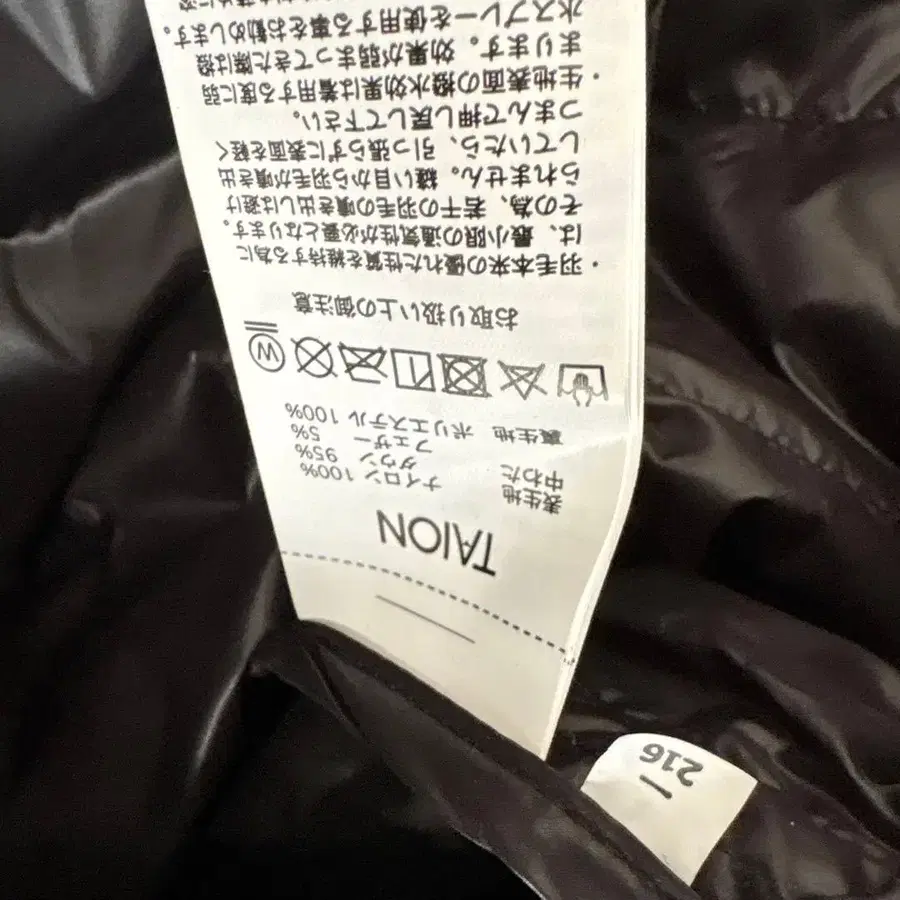 TAION
表生地 ナイロン 100%
中わた ダウン 95%
フェザー 5%
裏生地 ポリエステル 100%
W
お取り扱い上の御注意
・羽毛本来の優れた性質を維持する為に
は、最小限の通気性が必要となります。
その為、若干の羽毛の噴き出しは避け
られません。縫い目から羽毛が噴き出
していたら、引っ張らずに表面を軽く
つまんで押し戻して下さい。
・生地表面の撥水効果は着用する度に弱
まります。効果が弱まってきた際は撥
水スプレーを使用する事をお勧めします。
216